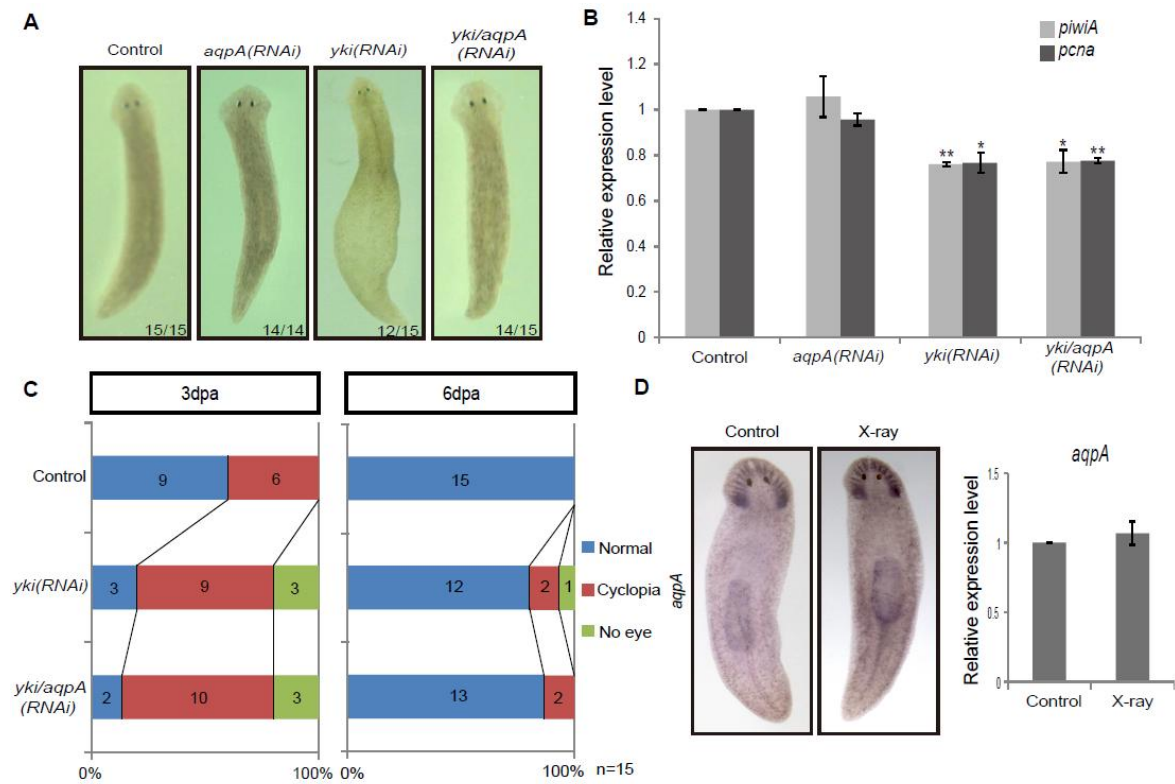 A
Control
aqpA(RNAi)
yki(RNAi)
yki/aqpA
(RNAi)
15/15
14/14
12/15
14/15
B
piwiA
pcna
Relative expression level
1.4
1.2
1
0.8
0.6
0.4
0.2
0
** *
* **
Control
aqpA(RNAi)
yki(RNAi)
yki/aqpA
(RNAi)
C
3dpa
6dpa
Control
9 6
15
yki(RNAi)
3 9 3
12 2 1
yki/aqpA
(RNAi)
2 10 3
13 2
Normal
Cyclopia
No eye
0% 100%
0% 100%
n=15
D
Control
X-ray
aqpA
aqpA
Relative expression level
1.5
1
0.5
0
Control
X-ray